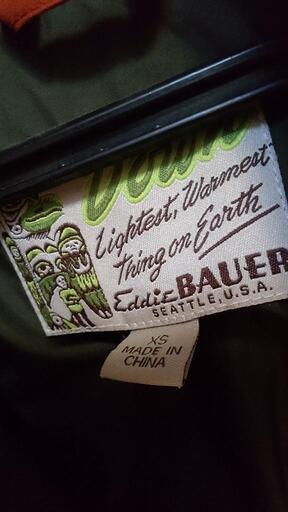 Down
Lightest, Warmest
Thing on Earth
Eddie BAUER
SEATTLE, U.S.A.
XS
MADE IN
CHINA